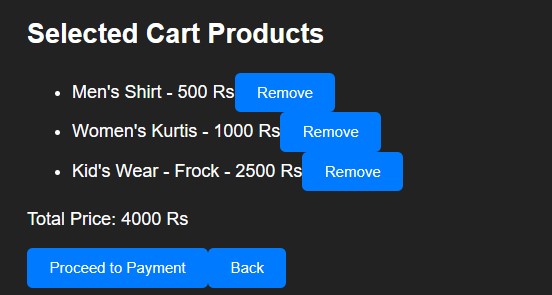 Selected Cart Products
• Men's Shirt - 500 Rs Remove
• Women's Kurtis - 1000 Rs Remove
• Kid's Wear - Frock - 2500 Rs Remove
Total Price: 4000 Rs
Proceed to Payment Back